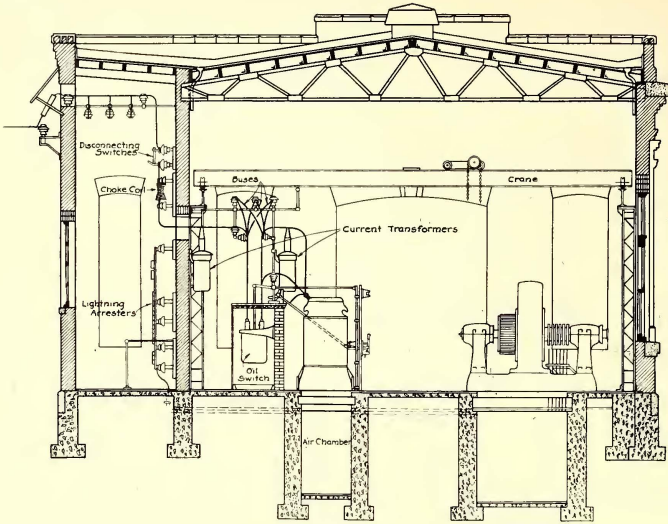 Disconnecting
Switches
Choke Coil
Buses
Crane
Current Transformers
Lightning
Arresters
Oil
Switch
Air Chamber